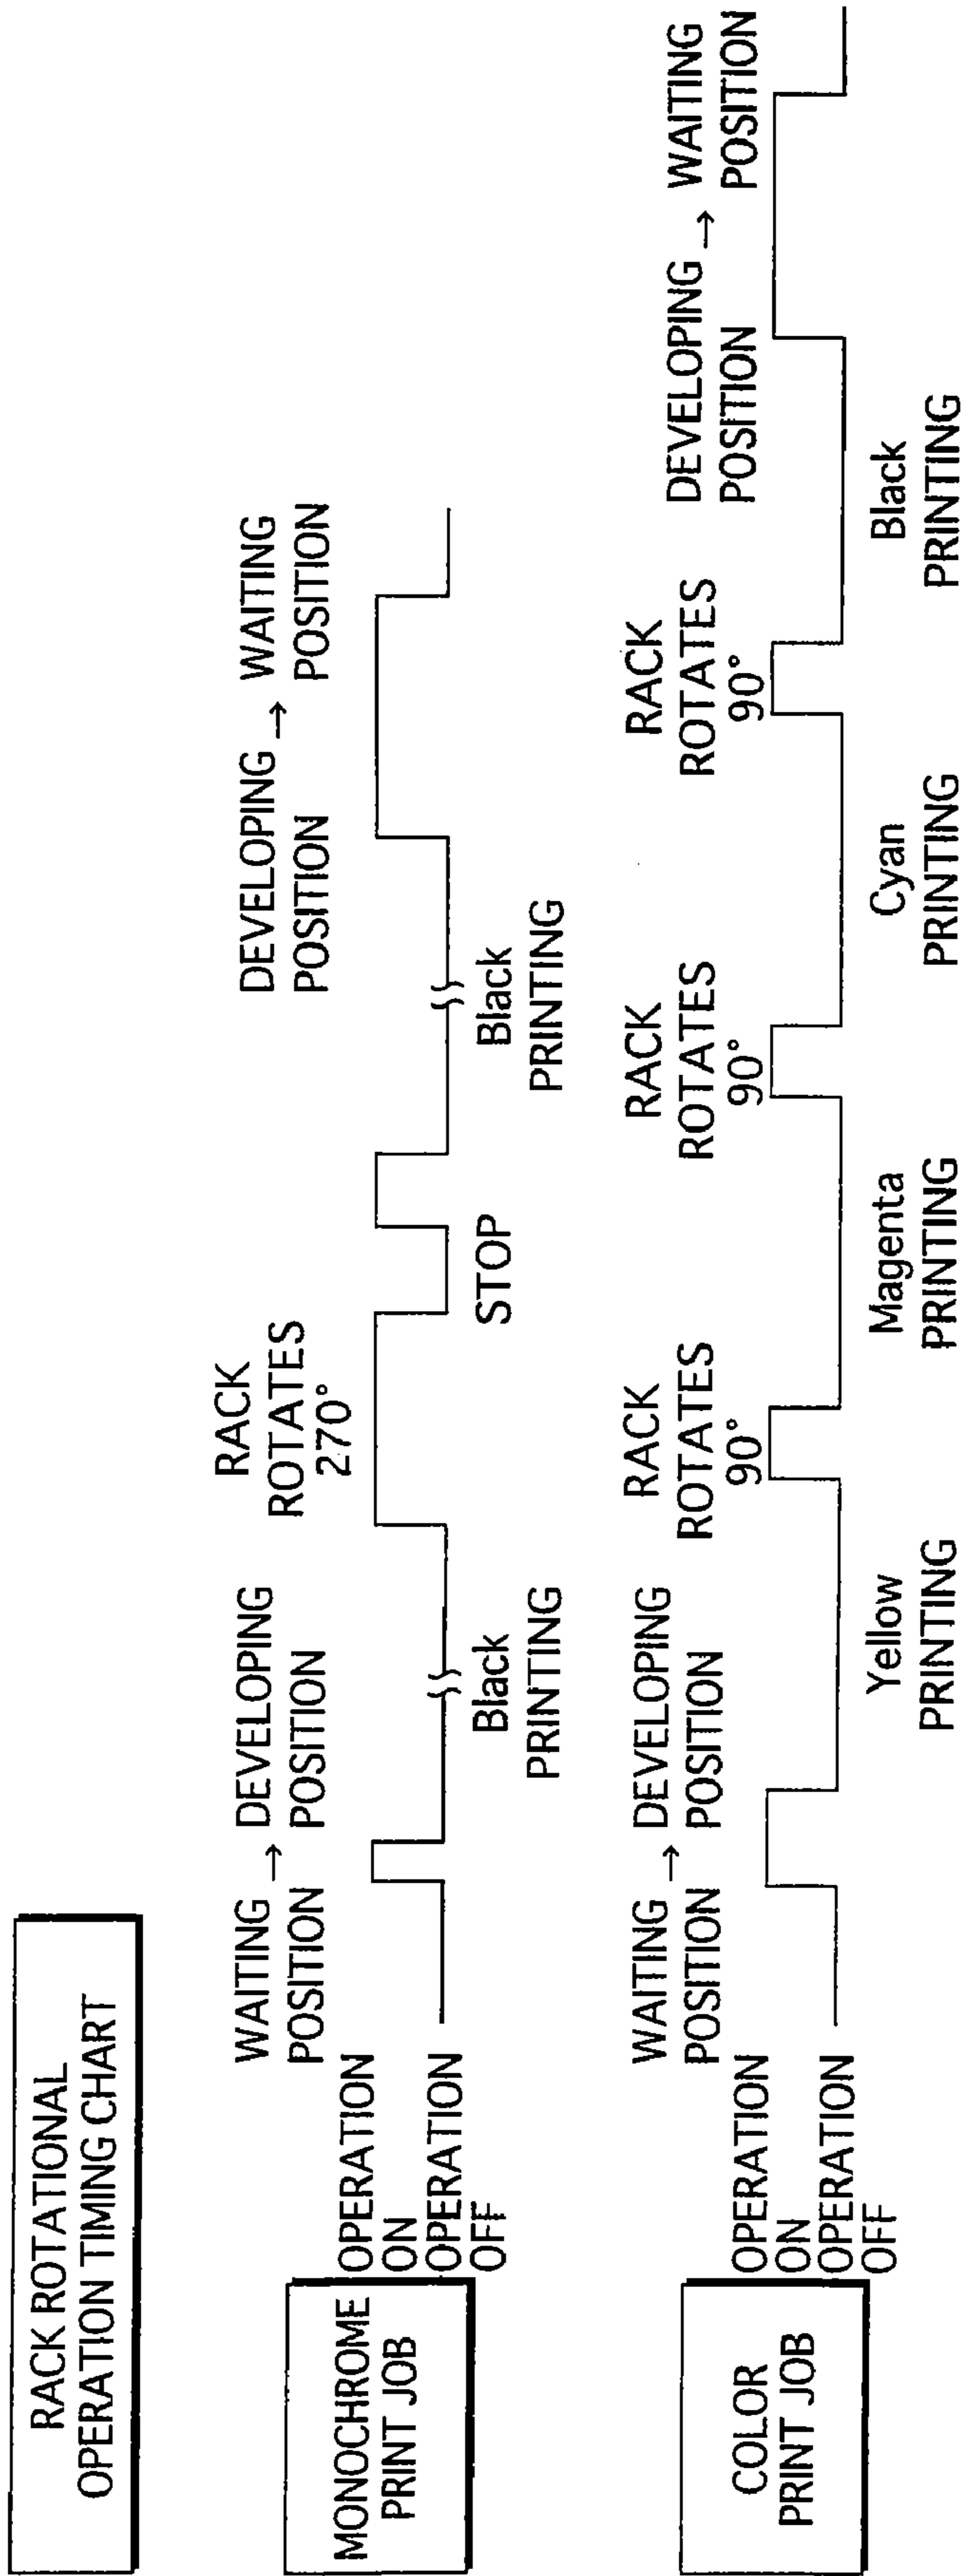 RACK ROTATIONAL
OPERATION TIMING CHART
MONOCHROME
PRINT JOB
OPERATION
ON
OPERATION
OFF
WAITING → DEVELOPING
POSITION POSITION
Black
PRINTING
RACK
ROTATES
270°
STOP
Black
PRINTING
DEVELOPING → WAITING
POSITION POSITION
COLOR
PRINT JOB
OPERATION
ON
OPERATION
OFF
WAITING → DEVELOPING
POSITION POSITION
Yellow
PRINTING
RACK
ROTATES
90°
Magenta
PRINTING
RACK
ROTATES
90°
Cyan
PRINTING
RACK
ROTATES
90°
Black
PRINTING
DEVELOPING → WAITING
POSITION POSITION